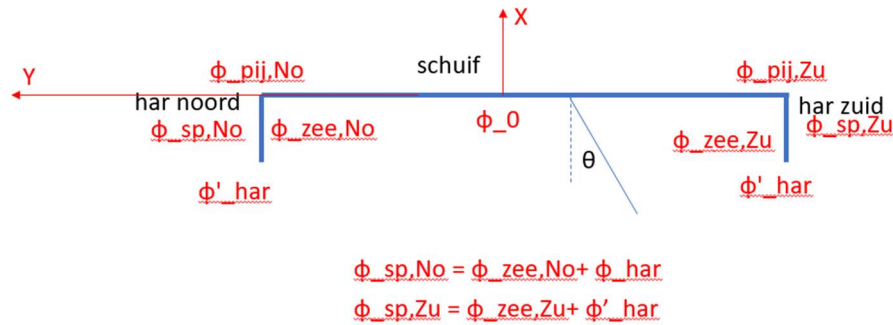 X
Y
schuif
ϕ_pij,No
ϕ_pij,Zu
har noord
har zuid
ϕ_sp,No
ϕ_zee,No
ϕ_0
ϕ_zee,Zu
ϕ_sp,Zu
θ
ϕ'_har
ϕ'_har
ϕ_sp,No = ϕ_zee,No+ ϕ_har
ϕ_sp,Zu = ϕ_zee,Zu+ ϕ’_har